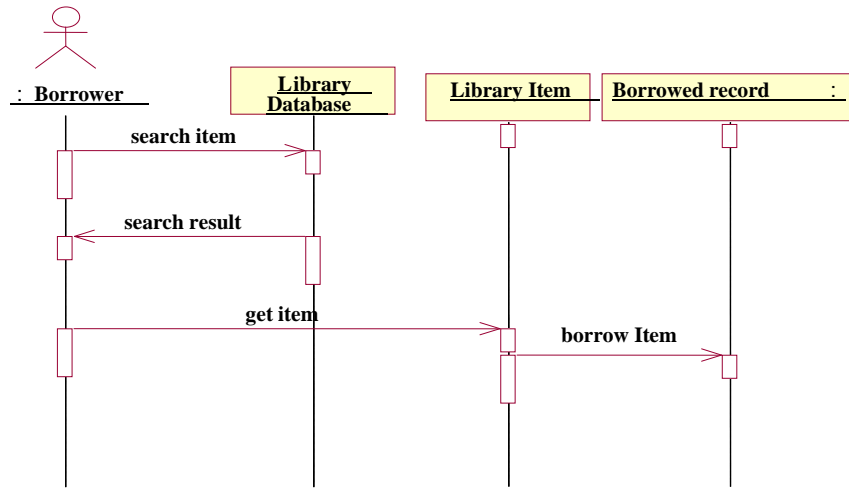 : Borrower
Library
Database
Library Item
Borrowed record :
search item
search result
get item
borrow Item